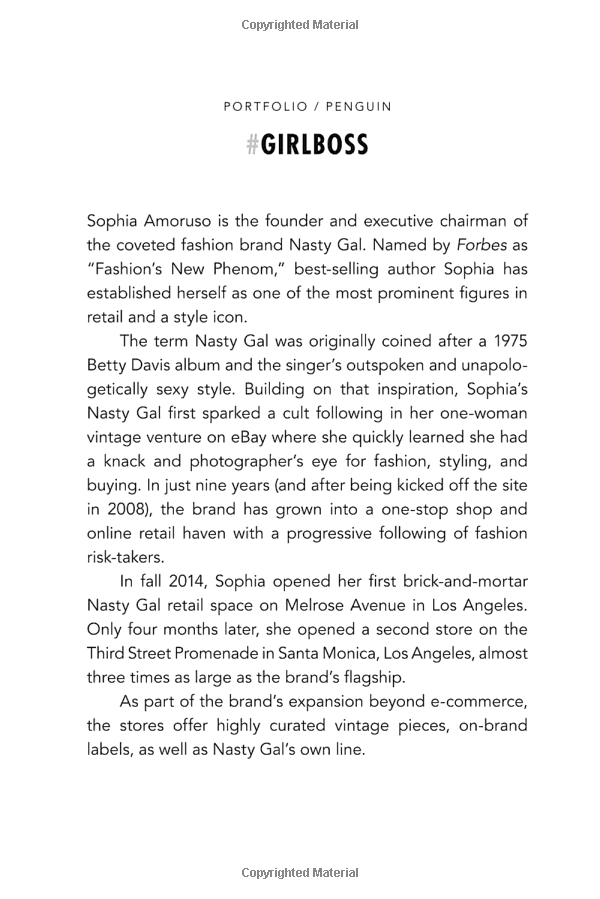 Copyrighted Material
PORTFOLIO / PENGUIN
#GIRLBOSS
Sophia Amoruso is the founder and executive chairman of
the coveted fashion brand Nasty Gal. Named by Forbes as
“Fashion’s New Phenom,” best-selling author Sophia has
established herself as one of the most prominent figures in
retail and a style icon.
The term Nasty Gal was originally coined after a 1975
Betty Davis album and the singer’s outspoken and unapolo-
getically sexy style. Building on that inspiration, Sophia’s
Nasty Gal first sparked a cult following in her one-woman
vintage venture on eBay where she quickly learned she had
a knack and photographer’s eye for fashion, styling, and
buying. In just nine years (and after being kicked off the site
in 2008), the brand has grown into a one-stop shop and
online retail haven with a progressive following of fashion
risk-takers.
In fall 2014, Sophia opened her first brick-and-mortar
Nasty Gal retail space on Melrose Avenue in Los Angeles.
Only four months later, she opened a second store on the
Third Street Promenade in Santa Monica, Los Angeles, almost
three times as large as the brand’s flagship.
As part of the brand’s expansion beyond e-commerce,
the stores offer highly curated vintage pieces, on-brand
labels, as well as Nasty Gal’s own line.
Copyrighted Material